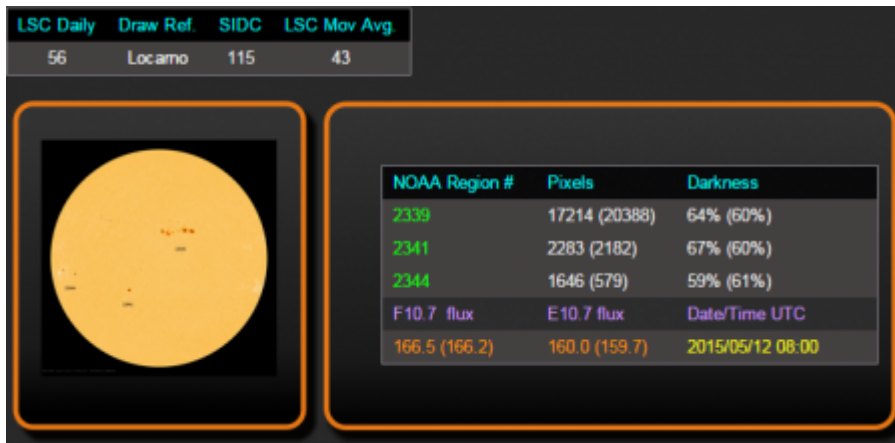 LSC Daily Draw Ref. SIDC LSC Mov Avg.
56 Locarno 115 43
NOAA Region # Pixels Darkness
2339 17214 (20388) 64% (60%)
2341 2283 (2182) 67% (60%)
2344 1646 (579) 59% (61%)
F10.7 flux E10.7 flux Date/Time UTC
166.5 (166.2) 160.0 (159.7) 2015/05/12 08:00